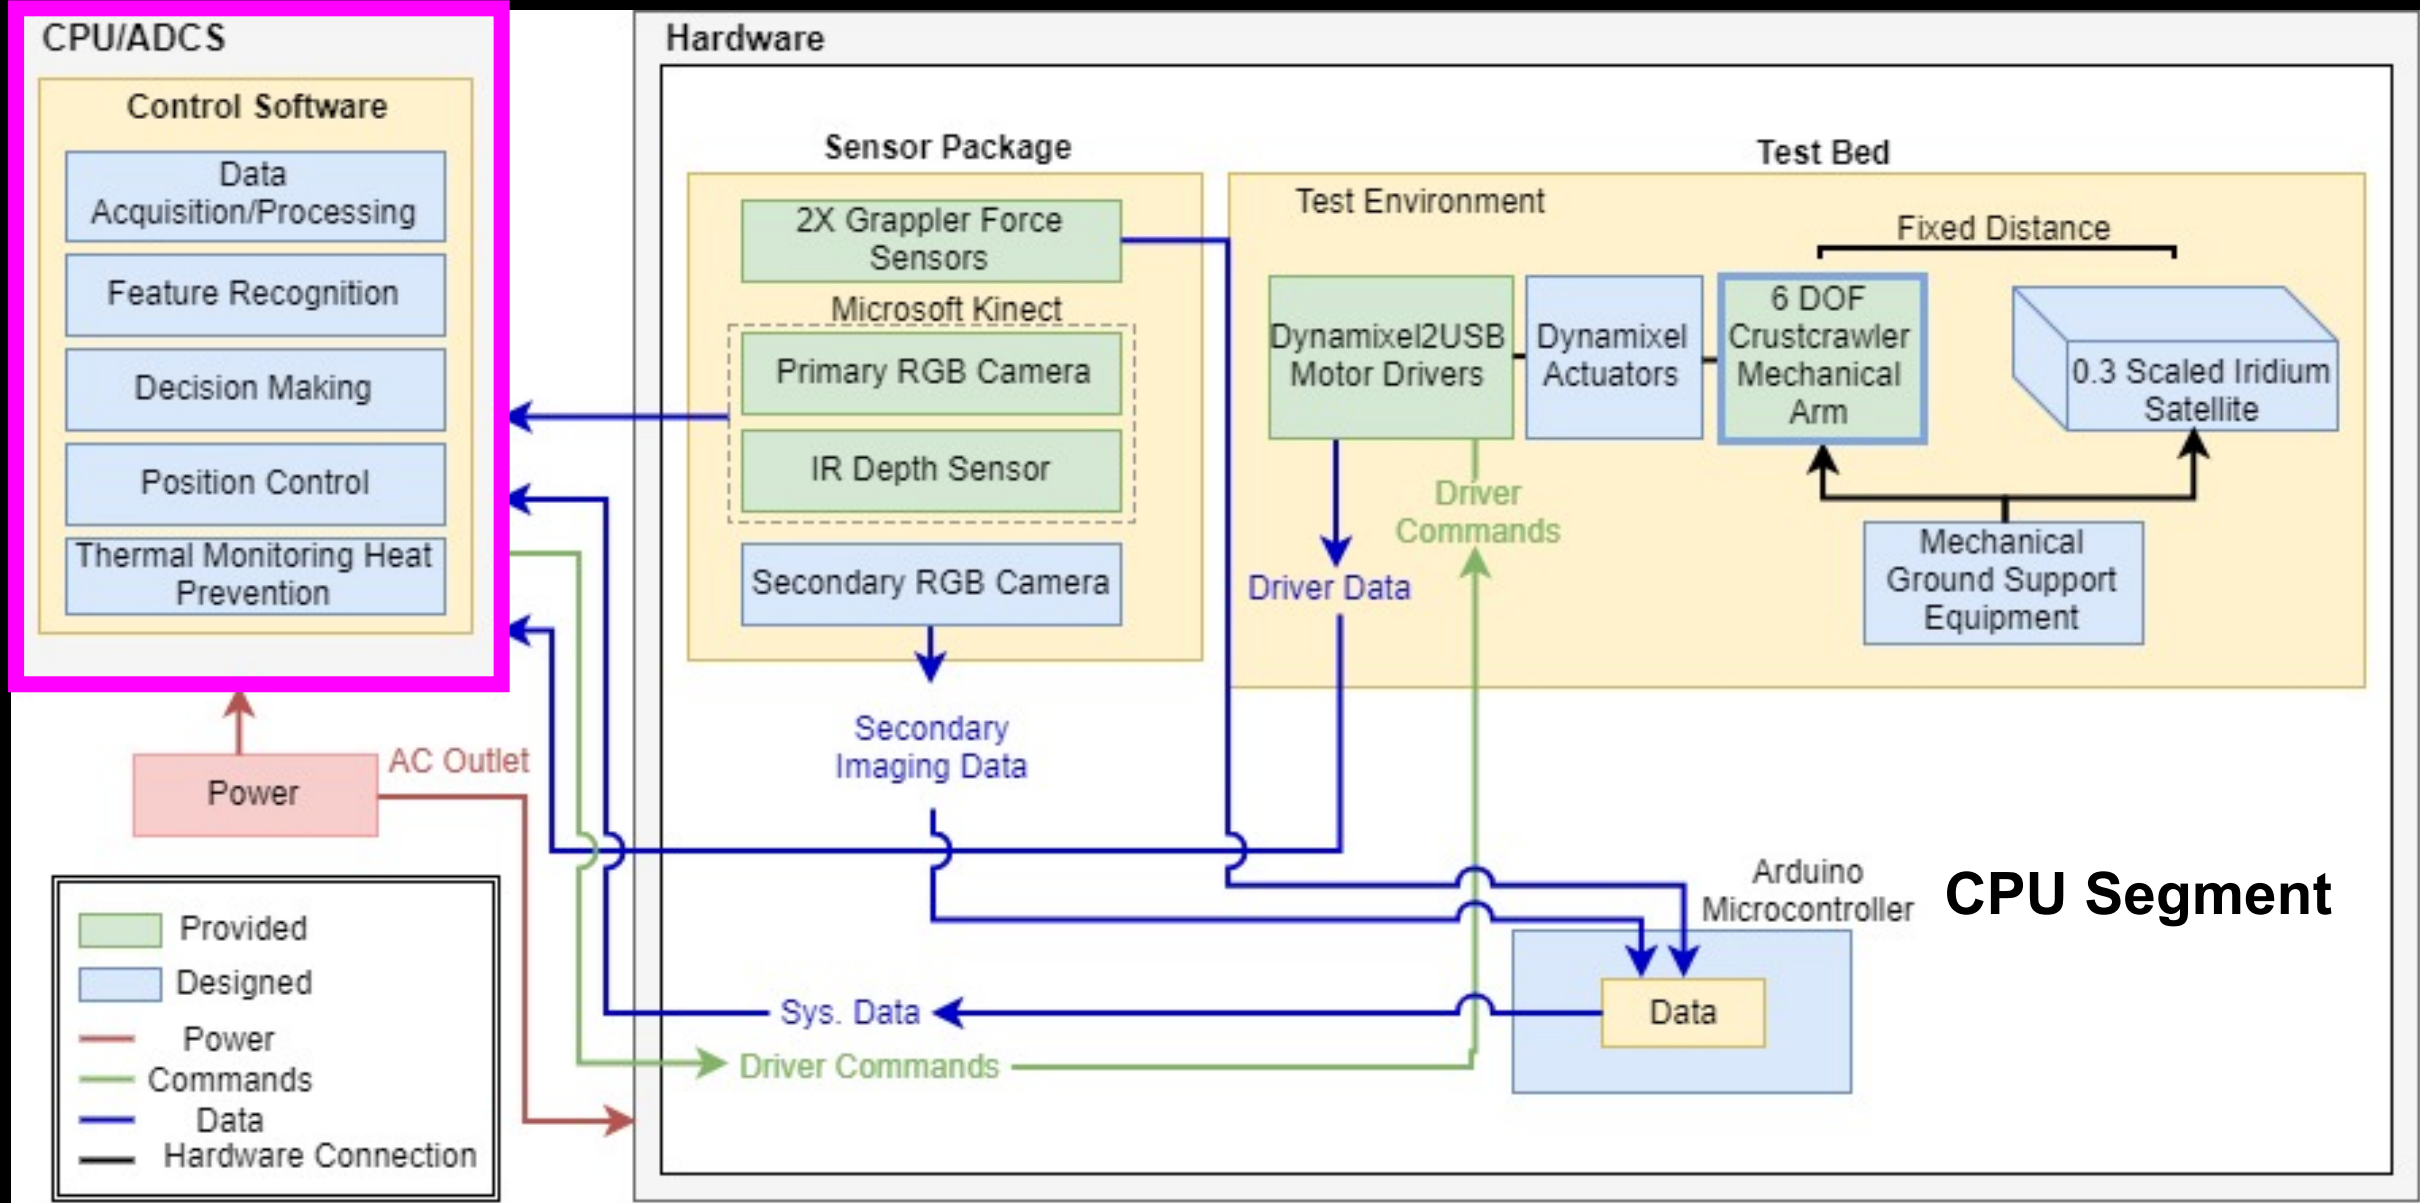 CPU/ADCS
Control Software
Data
Acquisition/Processing
Feature Recognition
Decision Making
Position Control
Thermal Monitoring Heat
Prevention
Power
AC Outlet
Provided
Designed
Power
Commands
Data
Hardware Connection
Hardware
Sensor Package
2X Grappler Force
Sensors
Microsoft Kinect
Primary RGB Camera
IR Depth Sensor
Secondary RGB Camera
Secondary
Imaging Data
Test Bed
Test Environment
Fixed Distance
Dynamixel2USB
Motor Drivers
Dynamixel
Actuators
6 DOF
Crustcrawler
Mechanical
Arm
0.3 Scaled Iridium
Satellite
Driver
Commands
Driver Data
Mechanical
Ground Support
Equipment
Arduino
Microcontroller
CPU Segment
Data
Sys. Data
Driver Commands